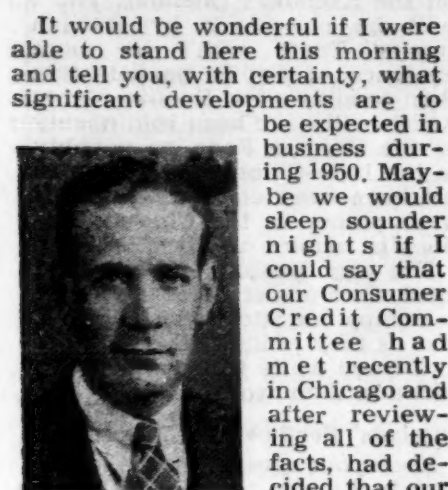 It would be wonderful if I were
able to stand here this morning
and tell you, with certainty, what
significant developments are to
be expected in
business dur-
ing 1950. May-
be we would
sleep sounder
nights if I
could say that
our Consumer
Credit Com-
mittee had
met recently
in Chicago and
after review-
ing all of the
facts, had de-
cided that our